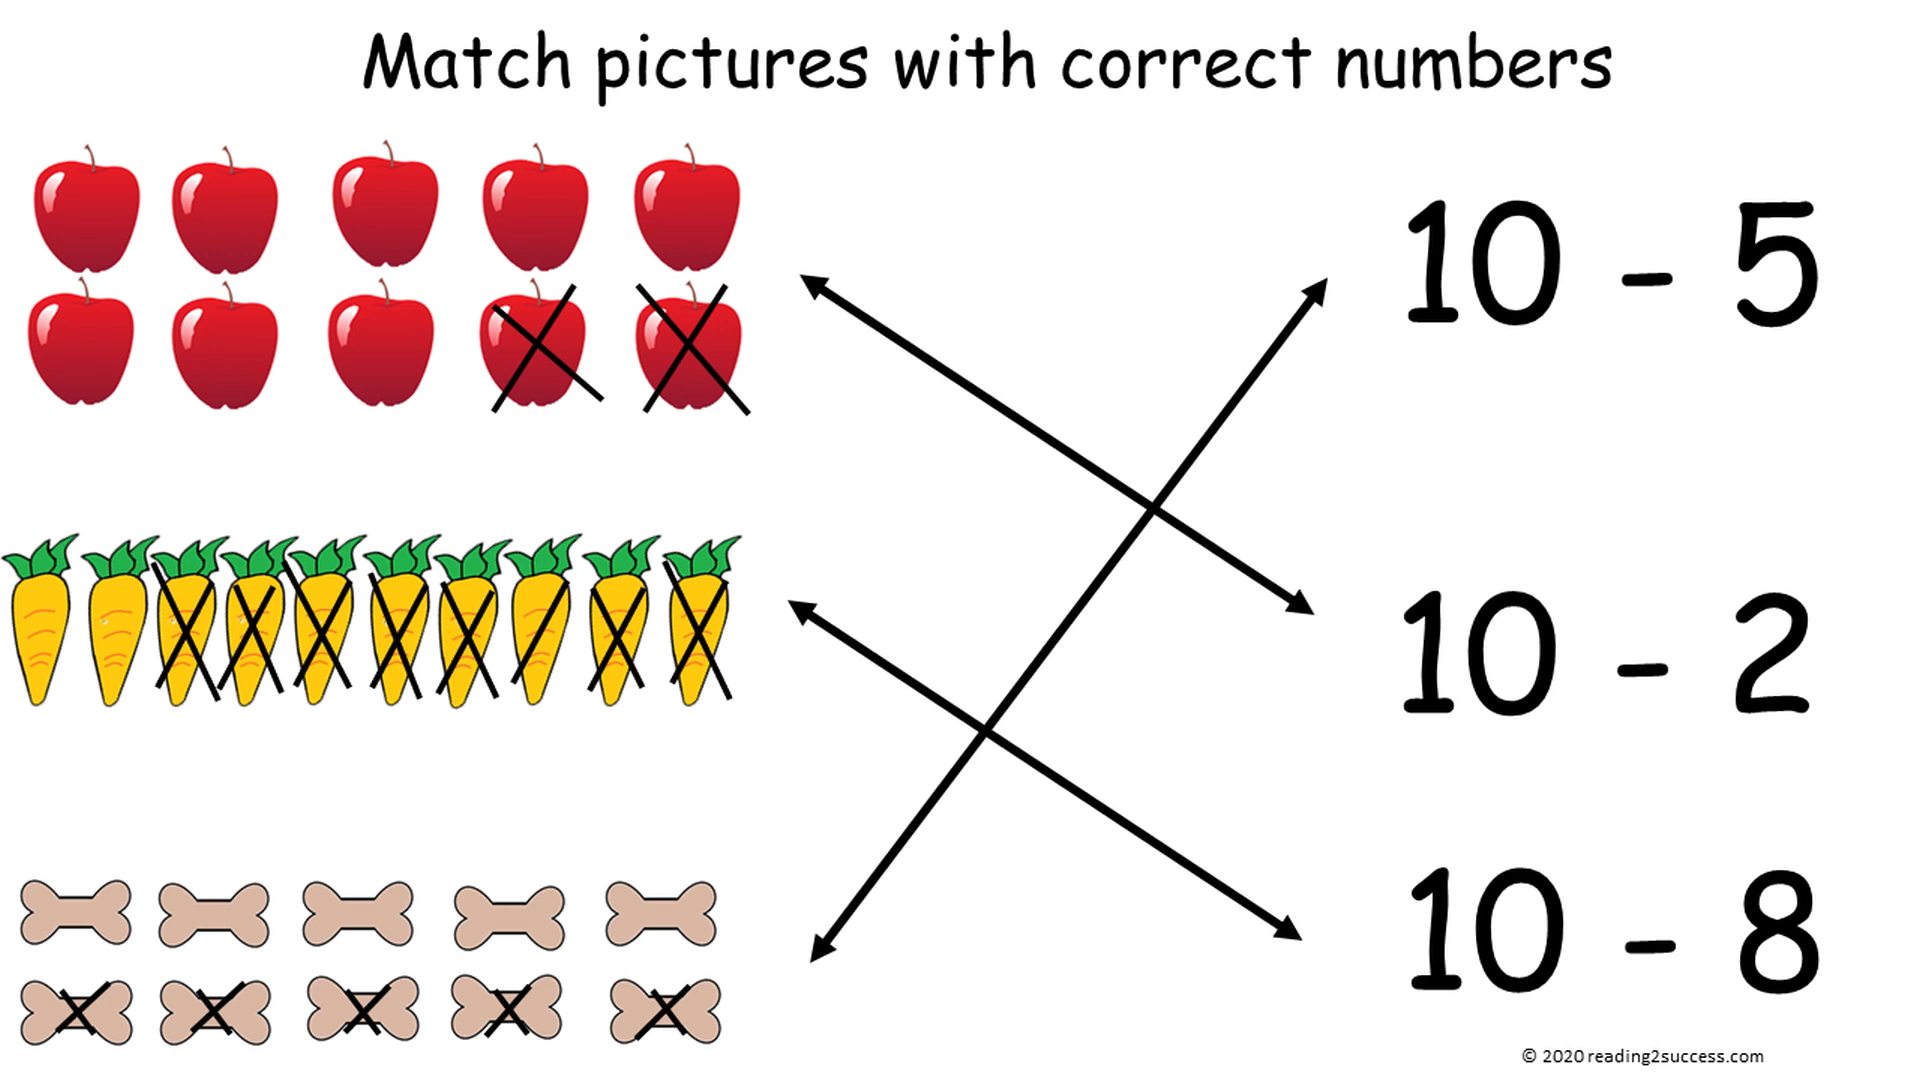 Match pictures with correct numbers
10 - 5
10 - 2
10 - 8
© 2020 reading2success.com